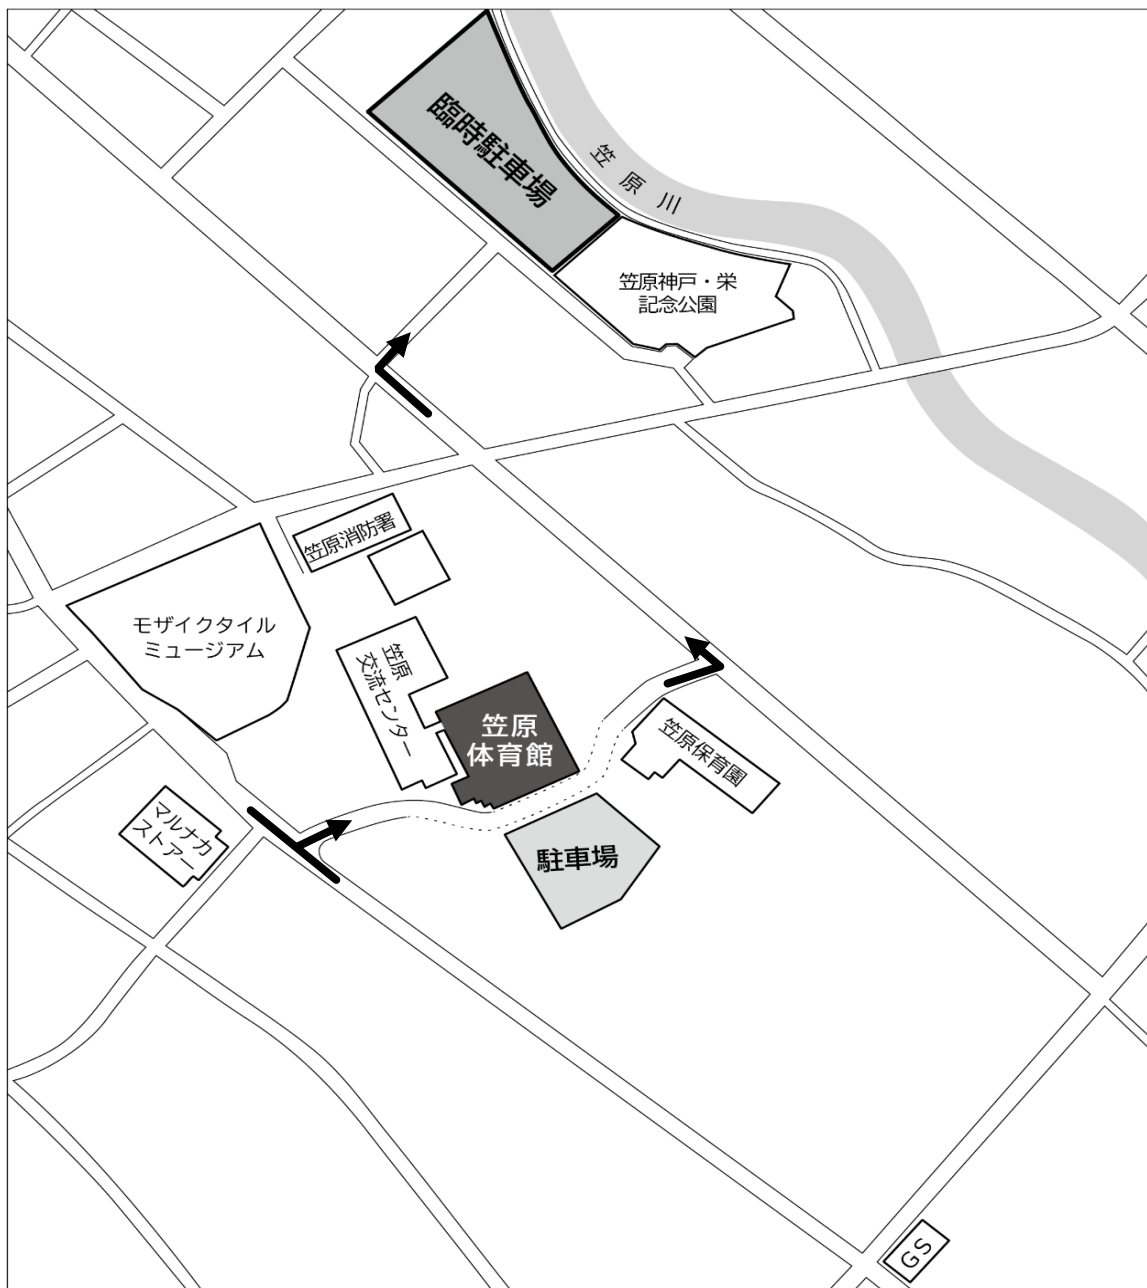 臨時駐車場
笠原川
笠原神戸・栄
記念公園
笠原消防署
モザイクタイル
ミュージアム
笠原
交流センター
笠原
体育館
笠原保育園
マルナカ
ストアー
駐車場
GS